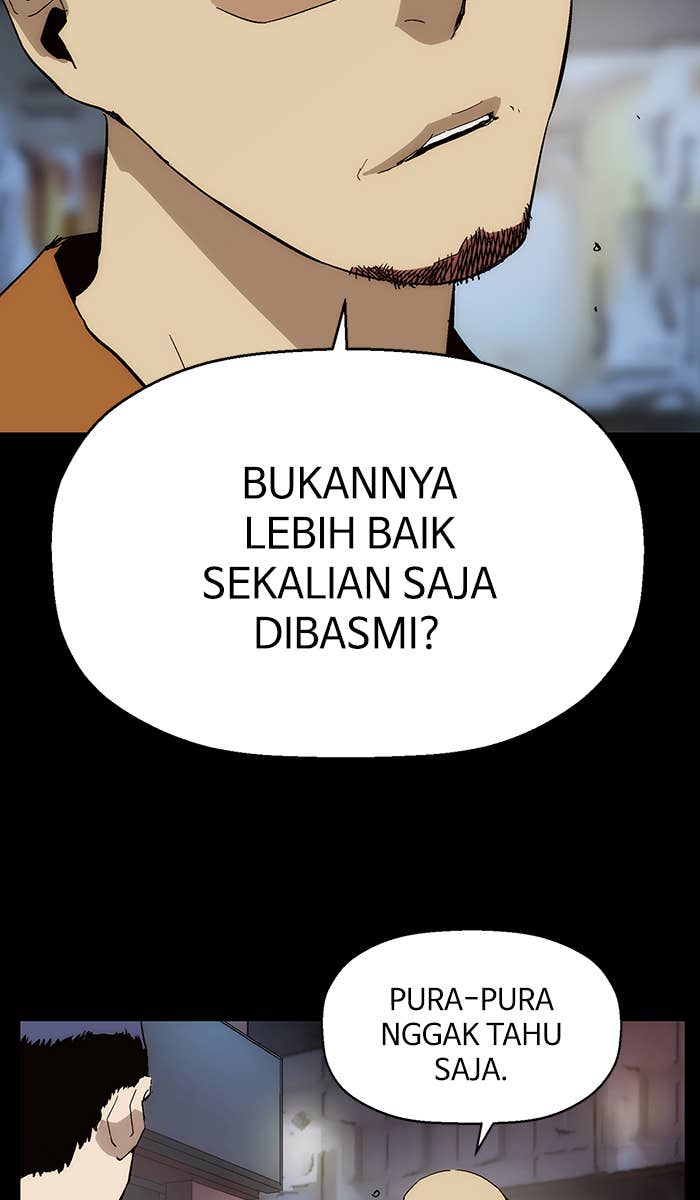 BUKANNYA
LEBIH BAIK
SEKALIAN SAJA
DIBASMI?
PURA-PURA
NGGAK TAHU
SAJA.